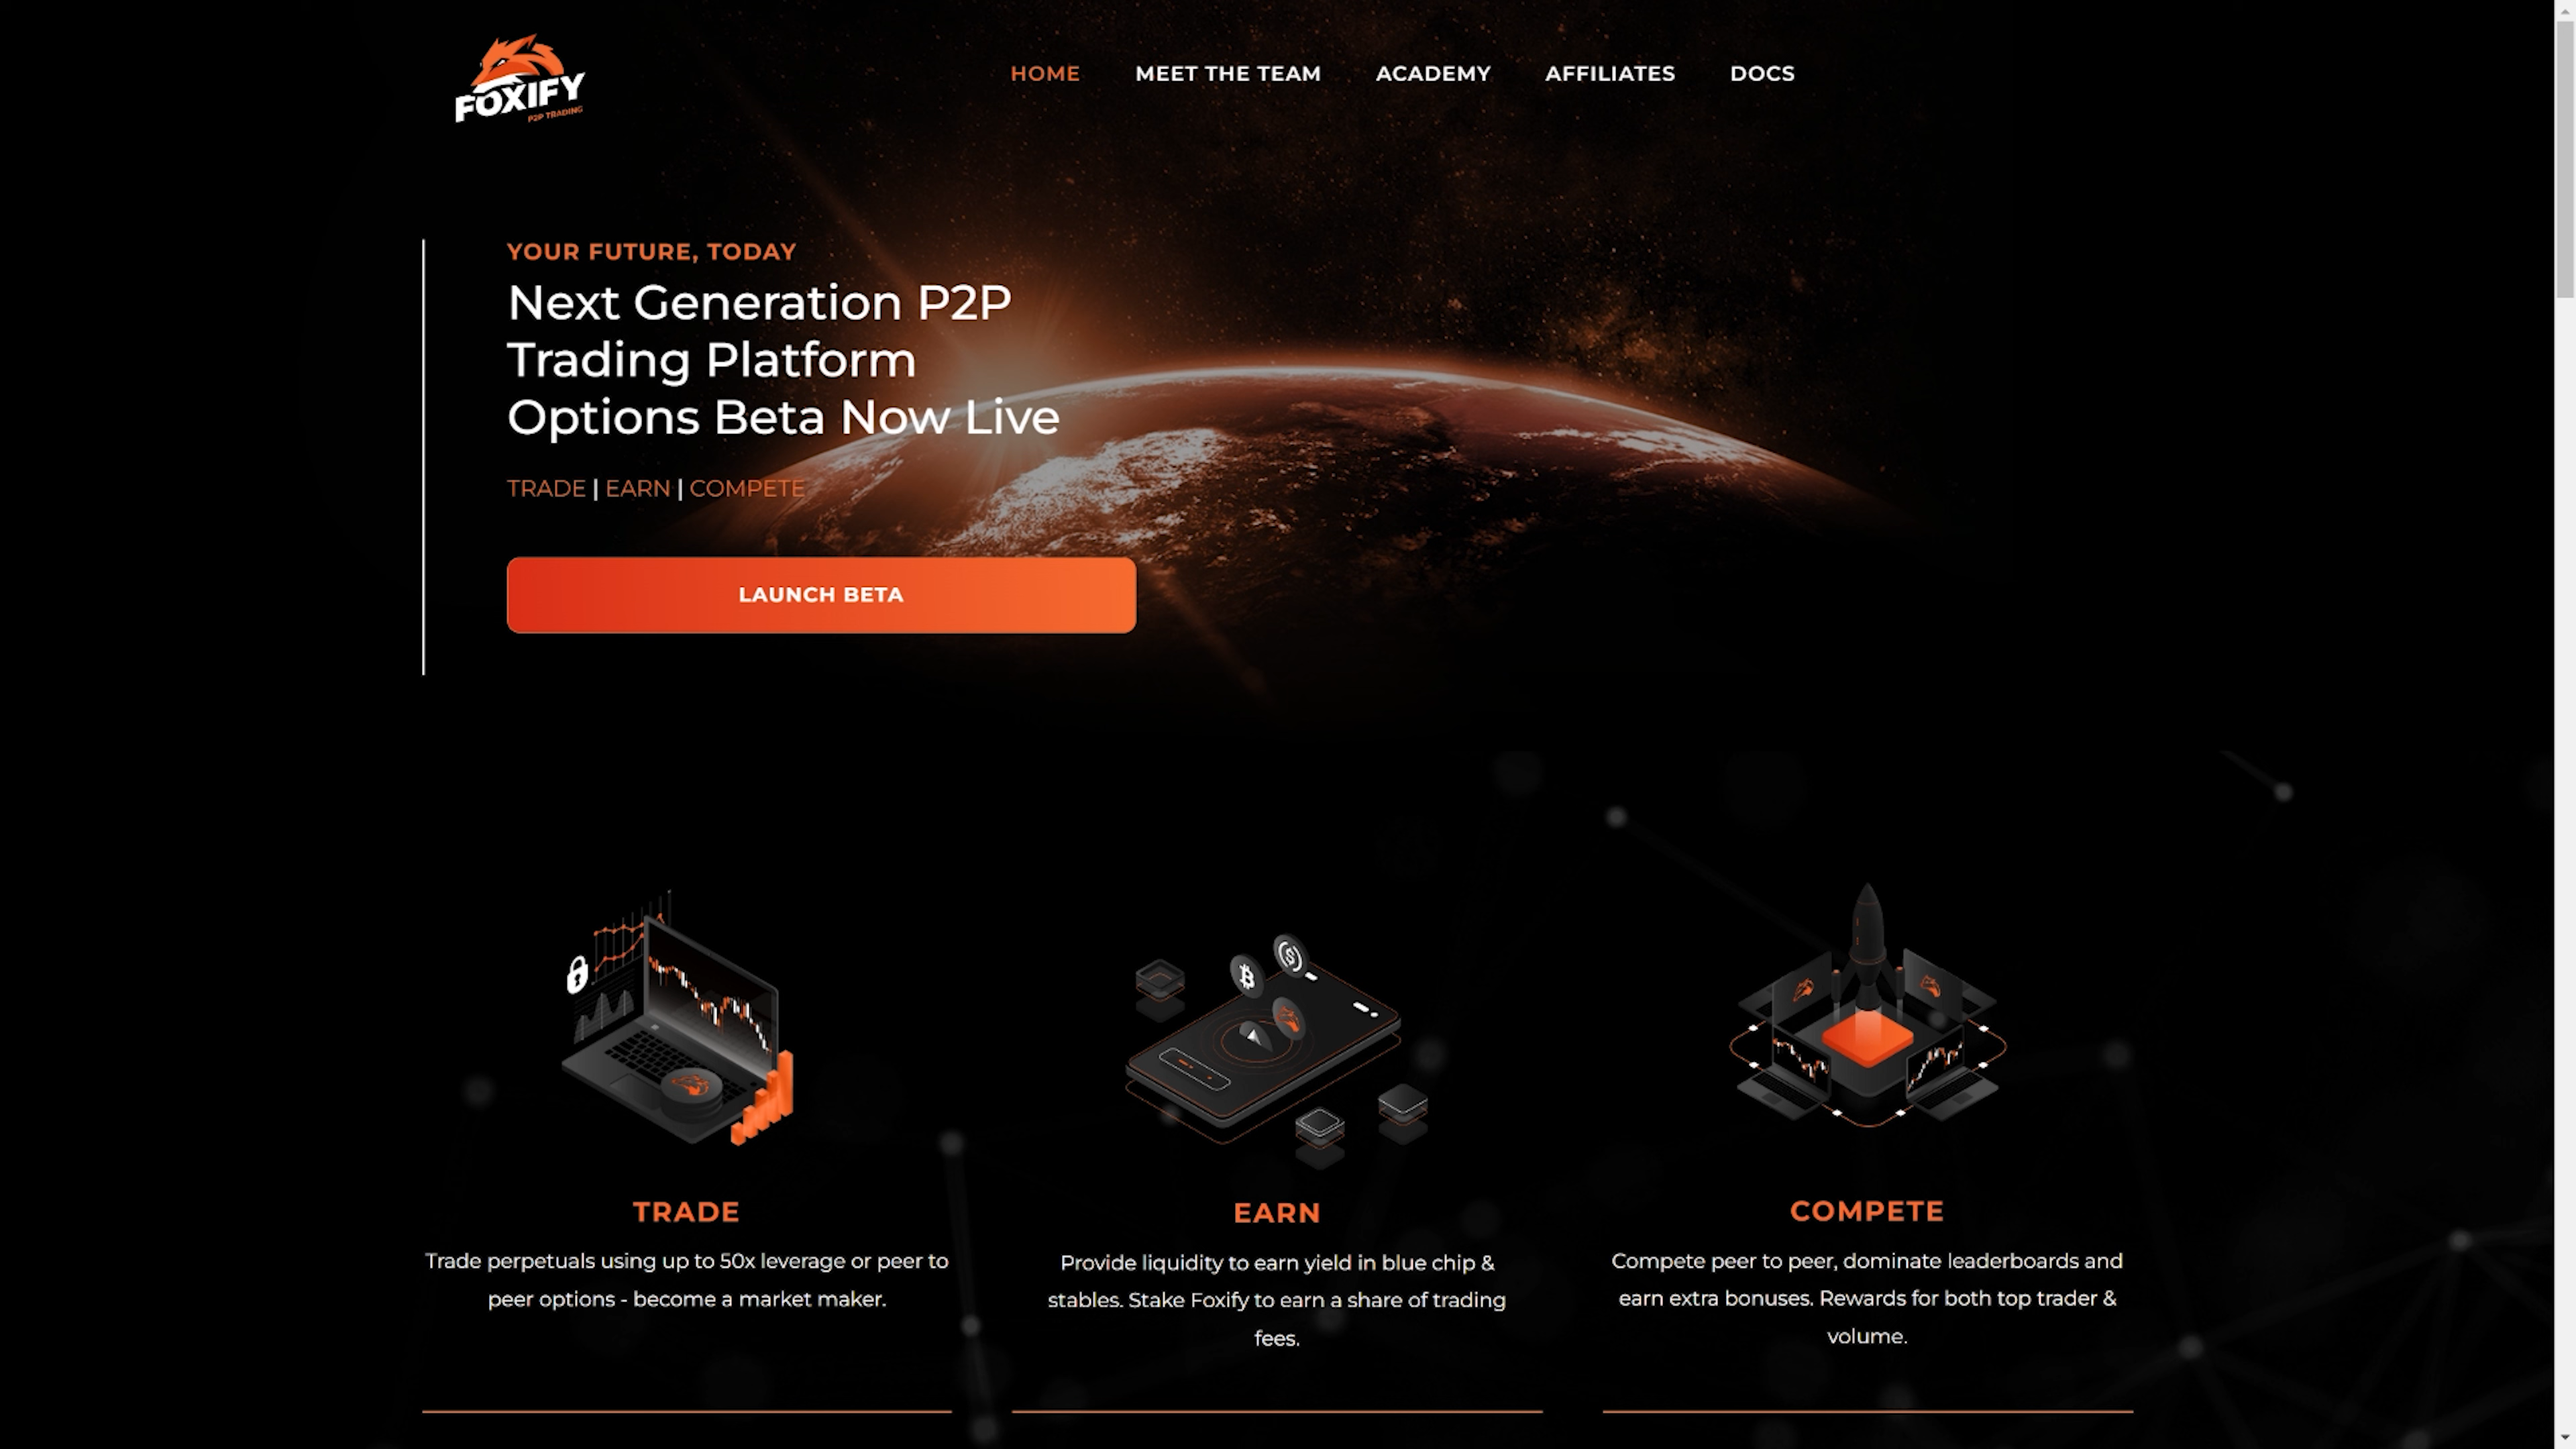 FOXIFY
P2P TRADING
HOME
MEET THE TEAM
ACADEMY
AFFILIATES
DOCS
YOUR FUTURE, TODAY
Next Generation P2P
Trading Platform
Options Beta Now Live
TRADE | EARN | COMPETE
LAUNCH BETA
TRADE
Trade perpetuals using up to 50x leverage or peer to
peer options - become a market maker.
EARN
Provide liquidity to earn yield in blue chip &
stables. Stake Foxify to earn a share of trading
fees.
COMPETE
Compete peer to peer, dominate leaderboards and
earn extra bonuses. Rewards for both top trader &
volume.